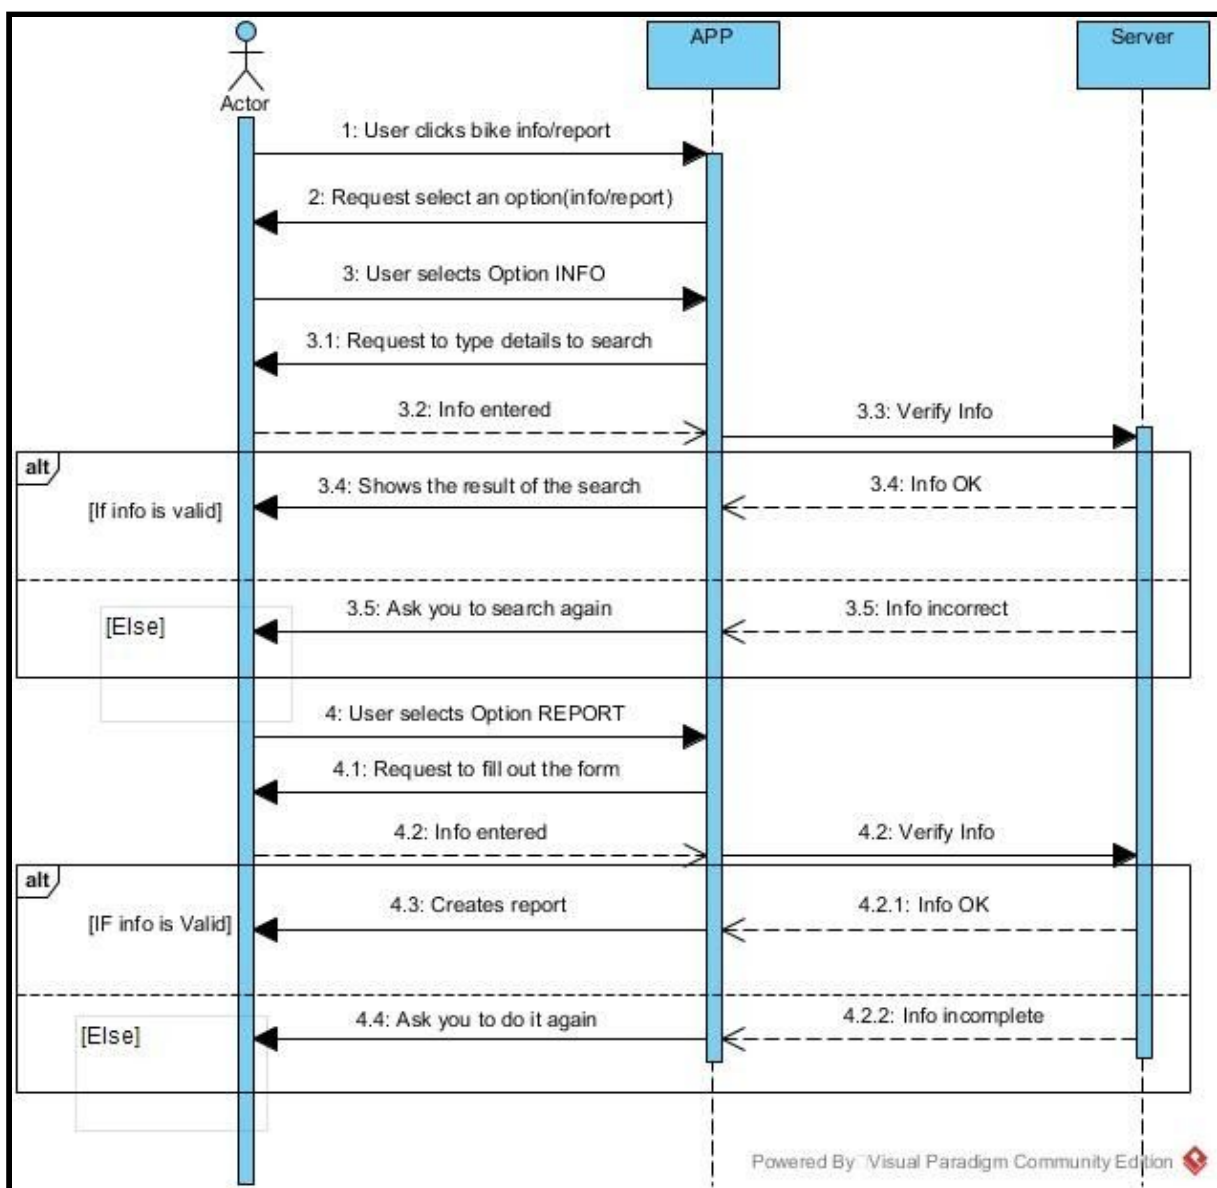 APP
Server
Actor
1: User clicks bike info/report
2: Request select an option(info/report)
3: User selects Option INFO
3.1: Request to type details to search
3.2: Info entered
3.3: Verify Info
alt
3.4: Shows the result of the search
3.4: Info OK
[If info is valid]
3.5: Ask you to search again
3.5: Info incorrect
[Else]
4: User selects Option REPORT
4.1: Request to fill out the form
4.2: Info entered
4.2: Verify Info
alt
4.3: Creates report
4.2.1: Info OK
[IF info is Valid]
4.4: Ask you to do it again
4.2.2: Info incomplete
[Else]
Powered By Visual Paradigm Community Edition